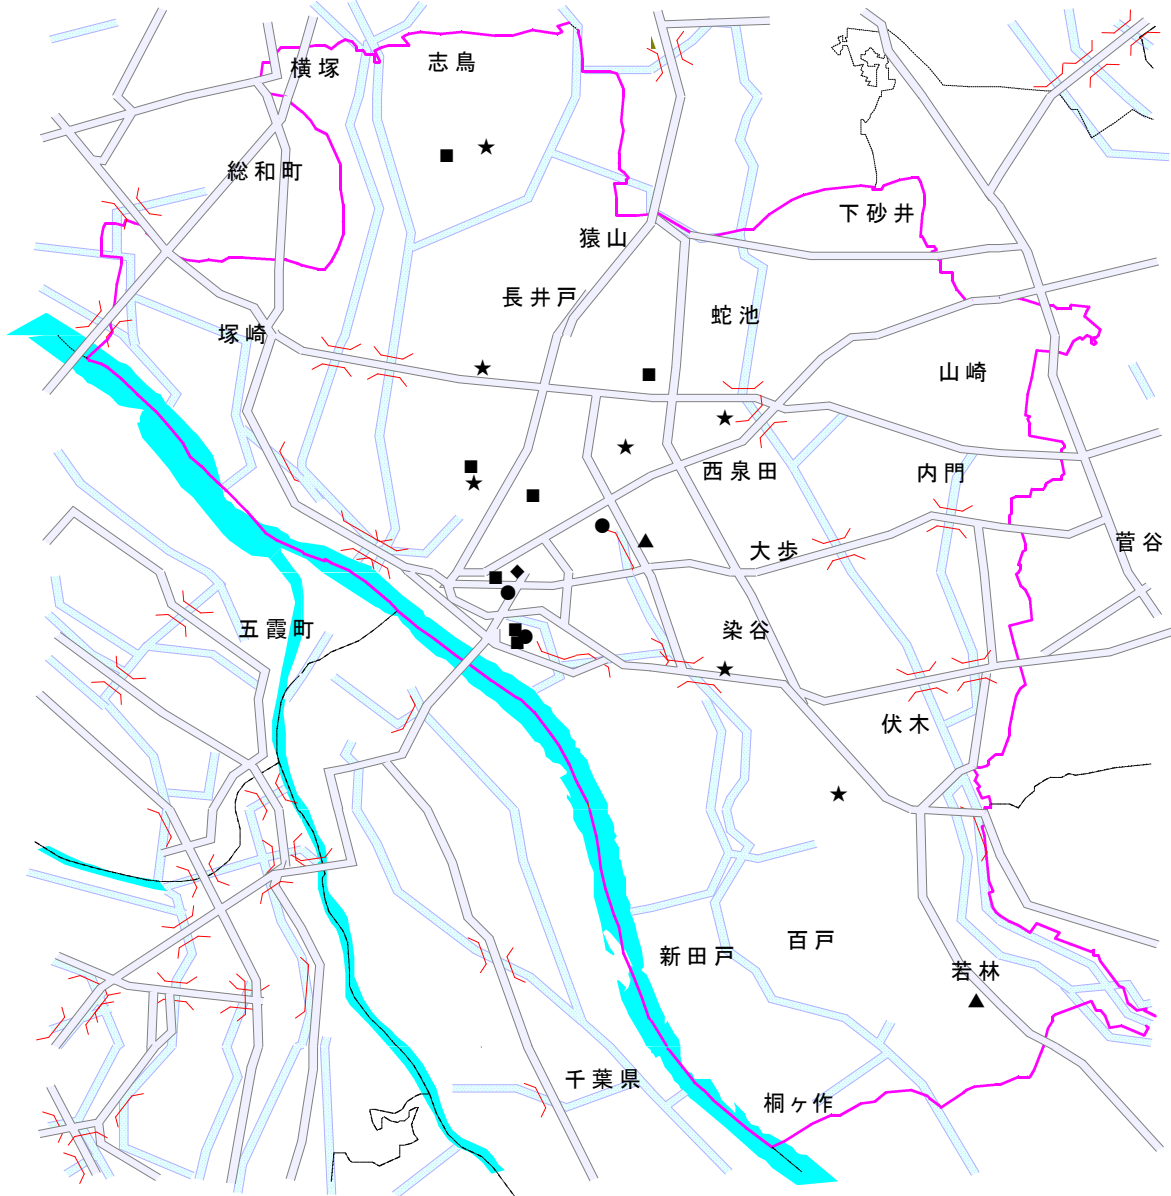 志鳥
横塚
総和町
下砂井
猿山
長井戸
蛇池
塚崎
山崎
西泉田
内門
菅谷
大歩
五霞町
染谷
伏木
百戸
新田戸
若林
千葉県
桐ヶ作